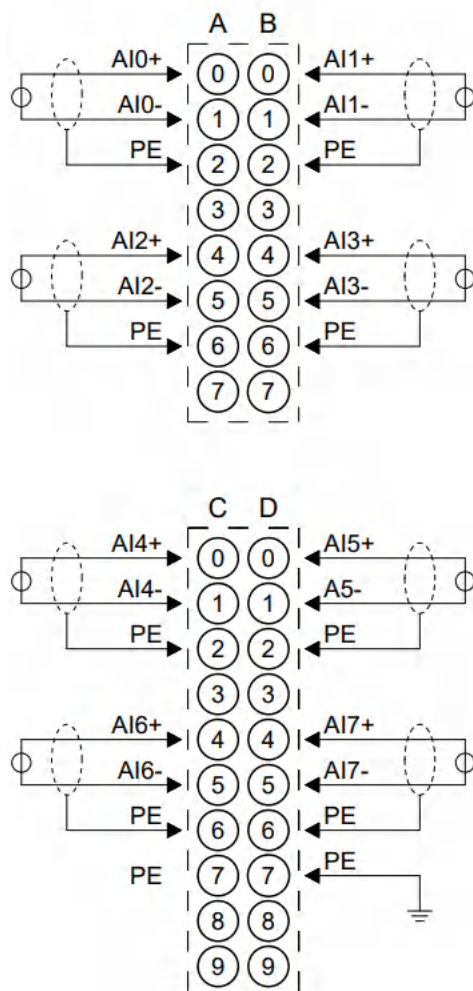 A B
AI0+ 0 0 AI1+
AI0- 1 1 AI1-
PE 2 2 PE
3 3
AI2+ 4 4 AI3+
AI2- 5 5 AI3-
PE 6 6 PE
7 7
C D
AI4+ 0 0 AI5+
AI4- 1 1 A5-
PE 2 2 PE
3 3
AI6+ 4 4 AI7+
AI6- 5 5 AI7-
PE 6 6 PE
PE 7 7 PE
8 8
9 9